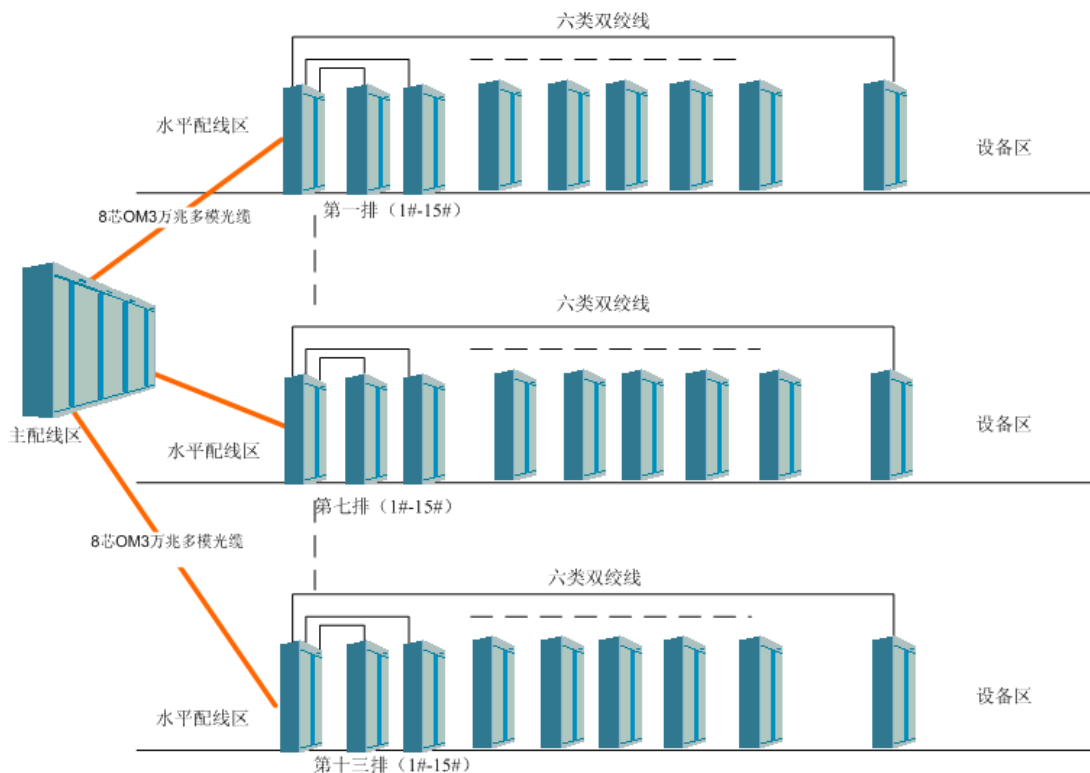 六类双绞线
水平配线区
设备区
8芯OM3万兆多模光缆
第一排（1#-15#）
六类双绞线
主配线区
水平配线区
设备区
第七排（1#-15#）
8芯OM3万兆多模光缆
六类双绞线
水平配线区
设备区
第十三排（1#-15#）